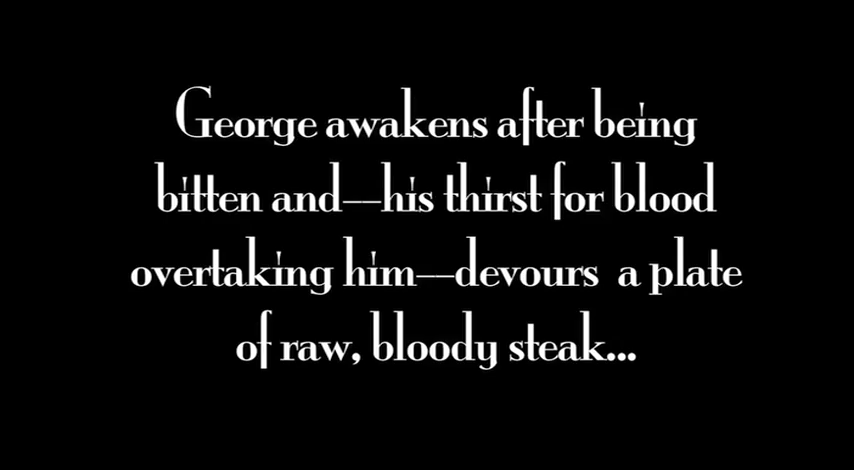 George awakens after being
bitten and--his thirst for blood
overtaking him--devours a plate
of raw, bloody steak...